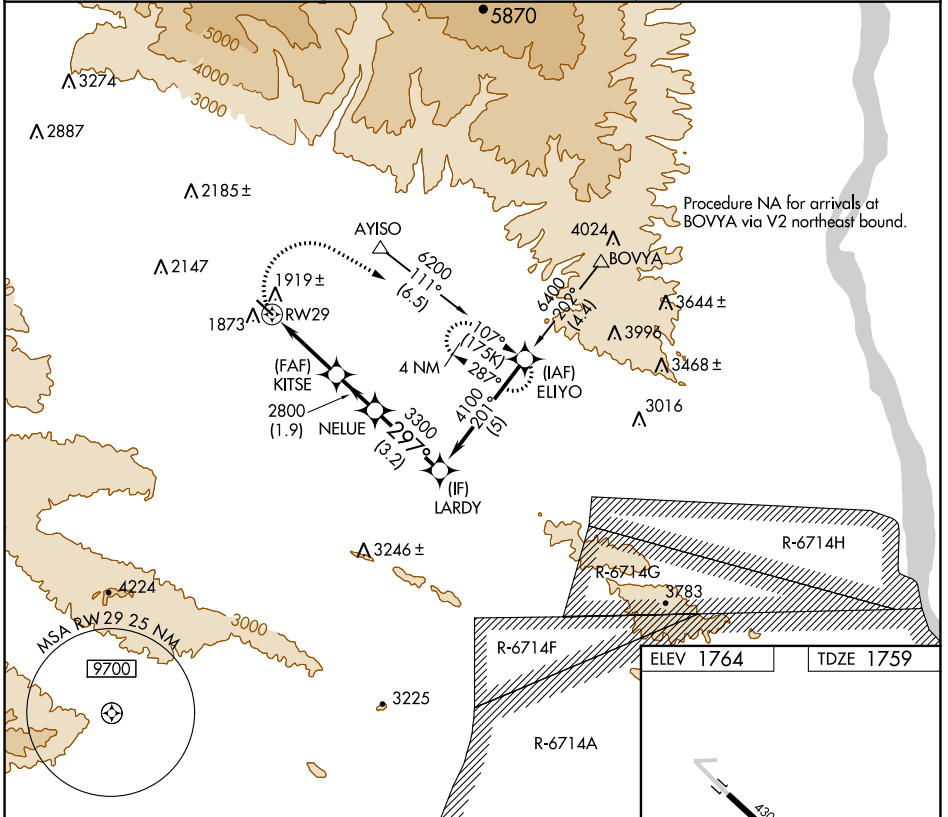 5870
5000
4000
3000
3274
2887
2185 ±
Procedure NA for arrivals at
BOVYA via V2 northeast bound.
4024
AYISO
BOVYA
2147
6200
111°
(6.5)
6400
202°
(4.4)
1919 ±
1873
RW29
3644 ±
3996
107°
(175K)
287°
4 NM
(IAF)
ELIYO
3468 ±
(FAF)
KITSE
2800
(1.9)
NELUE
3300
297°
(3.2)
4100
201°
(5)
3016
(IF)
LARDY
R-6714H
3246 ±
R-6714G
3783
4224
3000
MSA RW 29 25 NM
9700
R-6714F
ELEV 1764
TDZE 1759
3225
R-6714A